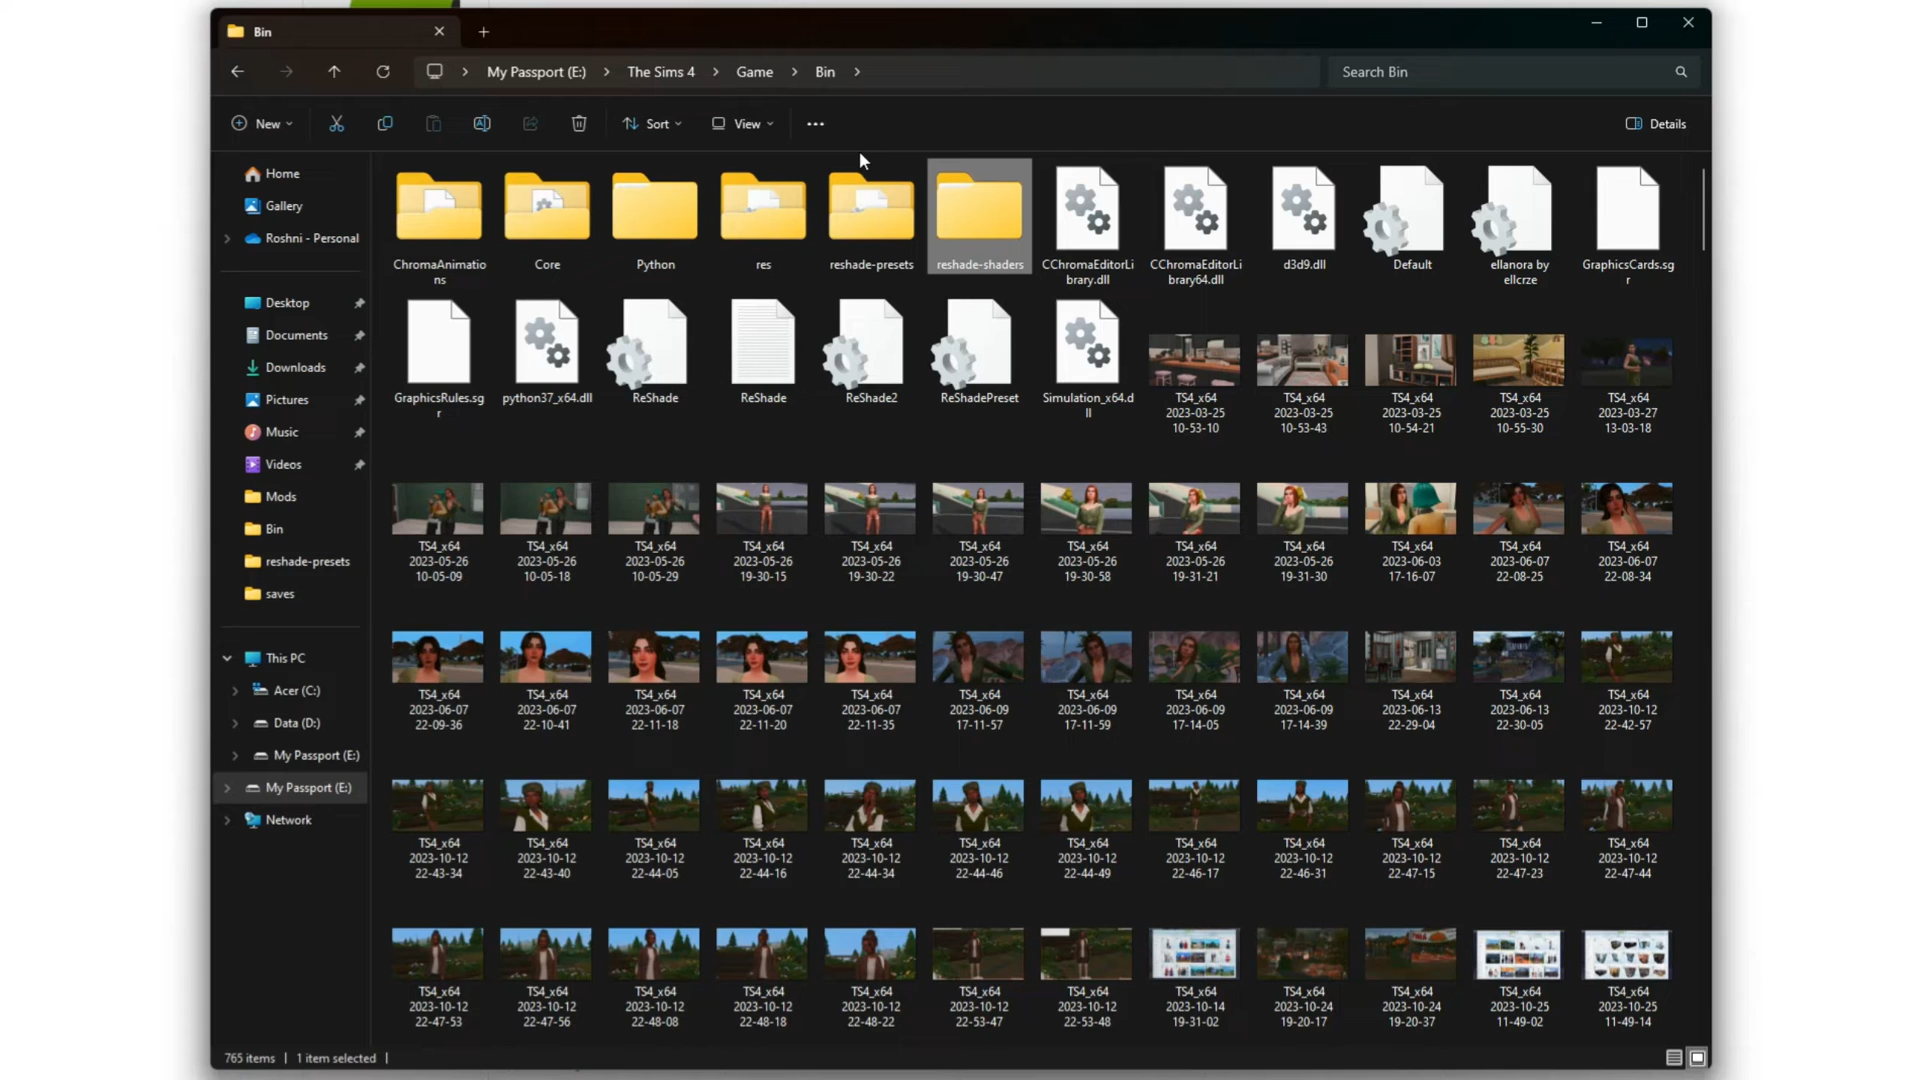 Bin
My Passport (E:)
The Sims 4
Game
Bin
Search Bin
New
Sort
View
Details
Home
Gallery
Roshni - Personal
Desktop
Documents
Downloads
Pictures
Music
Videos
Mods
Bin
reshade-presets
saves
This PC
Acer (C:)
Data (D:)
My Passport (E:)
My Passport (E:)
Network
ChromaAnimatio
ns
Core
Python
res
reshade-presets
reshade-shaders
CChromaEditorLi
brary.dll
CChromaEditorLi
brary64.dll
d3d9.dll
Default
ellanora by
ellcrze
GraphicsCards.sg
r
GraphicsRules.sg
r
python37_x64.dll
ReShade
ReShade
ReShade2
ReShadePreset
Simulation_x64.d
ll
TS4_x64
2023-03-25
10-53-10
TS4_x64
2023-03-25
10-53-43
TS4_x64
2023-03-25
10-54-21
TS4_x64
2023-03-25
10-55-30
TS4_x64
2023-03-27
13-03-18
TS4_x64
2023-05-26
10-05-09
TS4_x64
2023-05-26
10-05-18
TS4_x64
2023-05-26
10-05-29
TS4_x64
2023-05-26
19-30-15
TS4_x64
2023-05-26
19-30-22
TS4_x64
2023-05-26
19-30-47
TS4_x64
2023-05-26
19-30-58
TS4_x64
2023-05-26
19-31-21
TS4_x64
2023-05-26
19-31-30
TS4_x64
2023-06-03
17-16-07
TS4_x64
2023-06-07
22-08-25
TS4_x64
2023-06-07
22-08-34
TS4_x64
2023-06-07
22-09-36
TS4_x64
2023-06-07
22-10-41
TS4_x64
2023-06-07
22-11-18
TS4_x64
2023-06-07
22-11-20
TS4_x64
2023-06-07
22-11-35
TS4_x64
2023-06-09
17-11-57
TS4_x64
2023-06-09
17-11-59
TS4_x64
2023-06-09
17-14-05
TS4_x64
2023-06-09
17-14-39
TS4_x64
2023-06-13
22-29-04
TS4_x64
2023-06-13
22-30-05
TS4_x64
2023-10-12
22-42-57
TS4_x64
2023-10-12
22-43-34
TS4_x64
2023-10-12
22-43-40
TS4_x64
2023-10-12
22-44-05
TS4_x64
2023-10-12
22-44-16
TS4_x64
2023-10-12
22-44-34
TS4_x64
2023-10-12
22-44-46
TS4_x64
2023-10-12
22-44-49
TS4_x64
2023-10-12
22-46-17
TS4_x64
2023-10-12
22-46-31
TS4_x64
2023-10-12
22-47-15
TS4_x64
2023-10-12
22-47-23
TS4_x64
2023-10-12
22-47-44
TS4_x64
2023-10-12
22-47-53
TS4_x64
2023-10-12
22-47-56
TS4_x64
2023-10-12
22-48-08
TS4_x64
2023-10-12
22-48-18
TS4_x64
2023-10-12
22-48-22
TS4_x64
2023-10-12
22-53-47
TS4_x64
2023-10-12
22-53-48
TS4_x64
2023-10-14
19-31-02
TS4_x64
2023-10-24
19-20-17
TS4_x64
2023-10-24
19-20-37
TS4_x64
2023-10-25
11-49-02
TS4_x64
2023-10-25
11-49-14
765 items
1 item selected